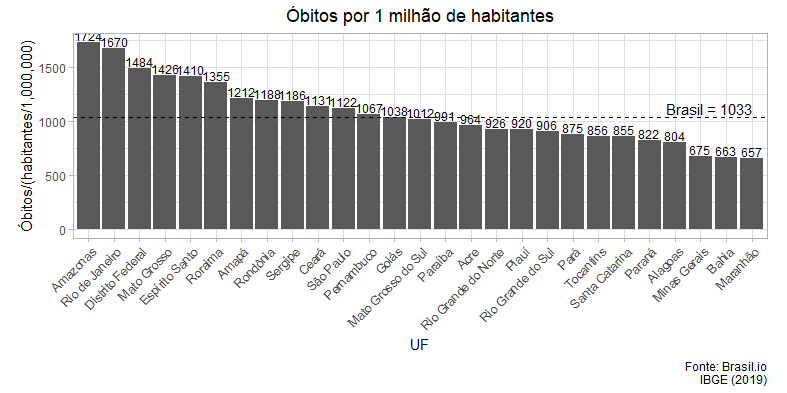 Óbitos por 1 milhão de habitantes
Óbitos/(habitantes/1,000,000)
1500
1000
500
0
1724
1670
1484
1426
1410
1355
1212
1188
1186
1131
1122
1067
1038
1012
991
964
926
920
906
875
856
855
822
804
675
663
657
Brasil = 1033
Amazonas
Rio de Janeiro
Distrito Federal
Mato Grosso
Espírito Santo
Roraima
Amapá
Rondônia
Sergipe
Ceará
São Paulo
Pernambuco
Goiás
Mato Grosso do Sul
Paraíba
Acre
Rio Grande do Norte
Piauí
Rio Grande do Sul
Pará
Tocantins
Santa Catarina
Paraná
Alagoas
Minas Gerais
Bahia
Maranhão
UF
Fonte: Brasil.io
IBGE (2019)